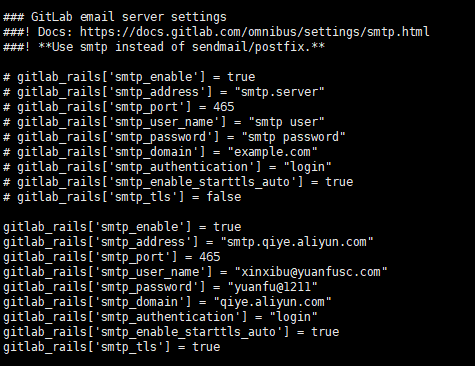 ### GitLab email server settings
###! Docs: https://docs.gitlab.com/omnibus/settings/smtp.html
###! **Use smtp instead of sendmail/postfix.**
# gitlab_rails['smtp_enable'] = true
# gitlab_rails['smtp_address'] = "smtp.server"
# gitlab_rails['smtp_port'] = 465
# gitlab_rails['smtp_user_name'] = "smtp user"
# gitlab_rails['smtp_password'] = "smtp password"
# gitlab_rails['smtp_domain'] = "example.com"
# gitlab_rails['smtp_authentication'] = "login"
# gitlab_rails['smtp_enable_starttls_auto'] = true
# gitlab_rails['smtp_tls'] = false
gitlab_rails['smtp_enable'] = true
gitlab_rails['smtp_address'] = "smtp.qiye.aliyun.com"
gitlab_rails['smtp_port'] = 465
gitlab_rails['smtp_user_name'] = "xinxibu@yuanfusc.com"
gitlab_rails['smtp_password'] = "yuanfu@1211"
gitlab_rails['smtp_domain'] = "qiye.aliyun.com"
gitlab_rails['smtp_authentication'] = "login"
gitlab_rails['smtp_enable_starttls_auto'] = true
gitlab_rails['smtp_tls'] = true